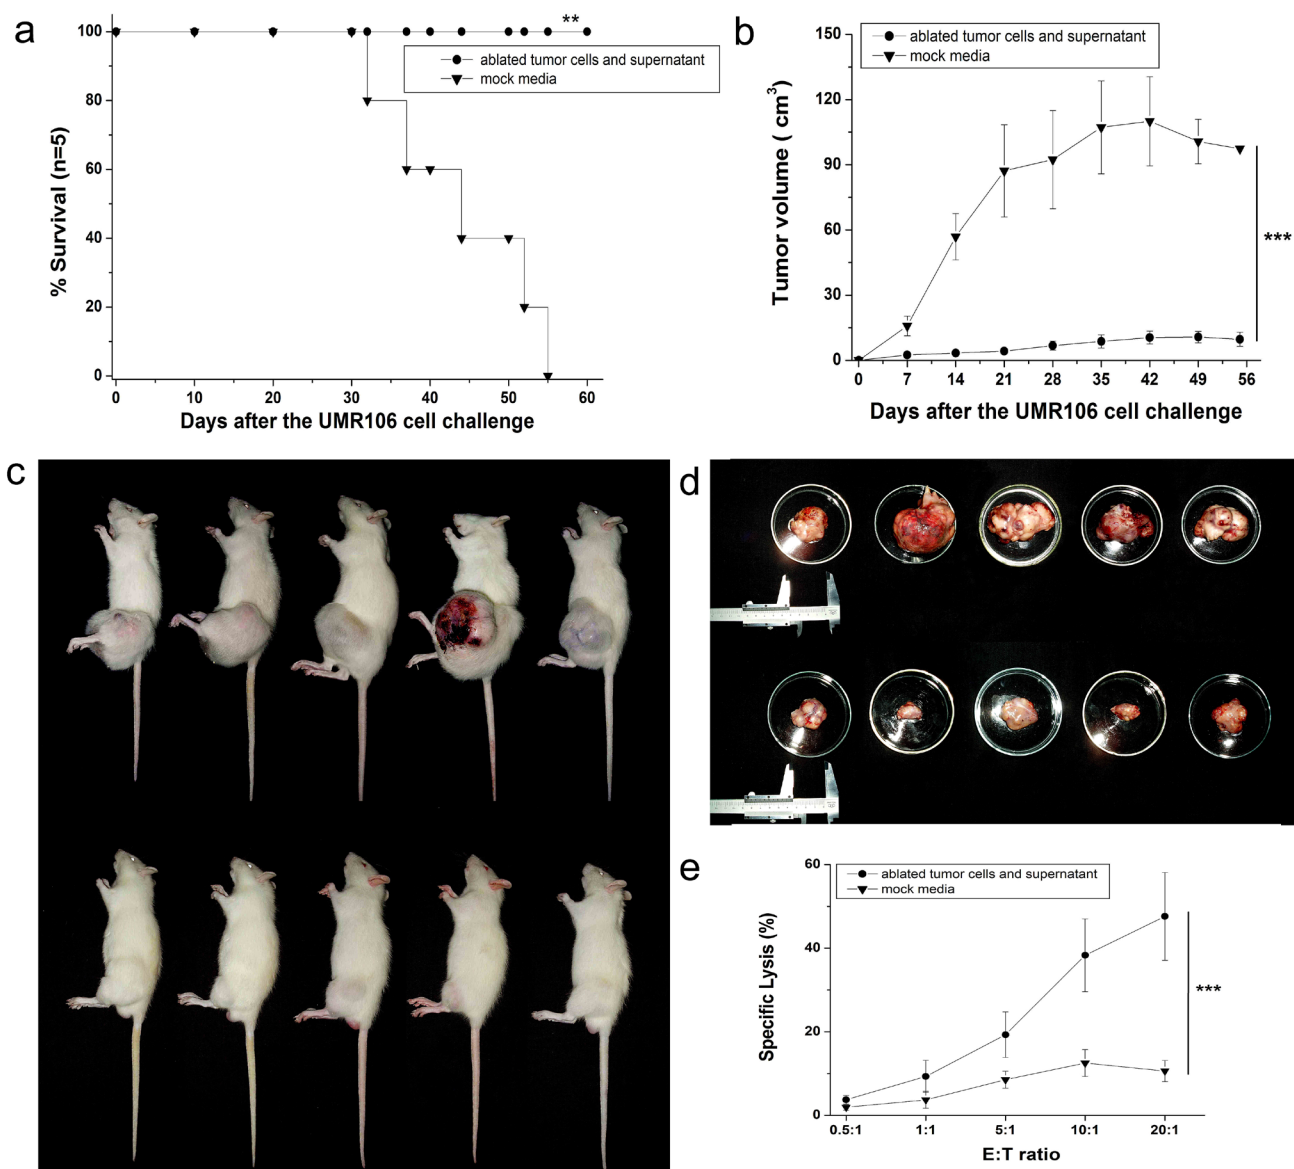 a
% Survival (n=5)
100
80
60
40
20
0
**
ablated tumor cells and supernatant
mock media
0 10 20 30 40 50 60
Days after the UMR106 cell challenge
b
Tumor volume ( cm³)
150
120
90
60
30
0
ablated tumor cells and supernatant
mock media
***
0 7 14 21 28 35 42 49 56
Days after the UMR106 cell challenge
c
d
e
Specific Lysis (%)
60
40
20
0
ablated tumor cells and supernatant
mock media
***
0.5:1 1:1 5:1 10:1 20:1
E:T ratio